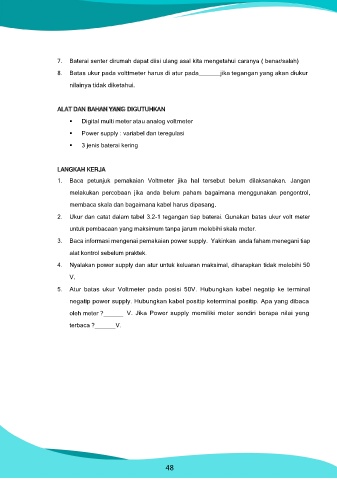 7. Baterai senter dirumah dapat diisi ulang asal kita mengetahui caranya ( benar/salah)
8. Batas ukur pada voltmeter harus di atur pada______jika tegangan yang akan diukur
nilainya tidak diketahui.
ALAT DAN BAHAN YANG DIGUTUHKAN
▪ Digital multi meter atau analog voltmeter
▪ Power supply : variabel dan teregulasi
▪ 3 jenis baterai kering
LANGKAH KERJA
1. Baca petunjuk pemakaian Voltmeter jika hal tersebut belum dilaksanakan. Jangan
melakukan percobaan jika anda belum paham bagaimana menggunakan pengontrol,
membaca skala dan bagaimana kabel harus dipasang.
2. Ukur dan catat dalam tabel 3.2-1 tegangan tiap baterai. Gunakan batas ukur volt meter
untuk pembacaan yang maksimum tanpa jarum melebihi skala meter.
3. Baca informasi mengenai pemakaian power supply. Yakinkan anda faham menegani tiap
alat kontrol sebelum praktek.
4. Nyalakan power supply dan atur untuk keluaran maksimal, diharapkan tidak melebihi 50
V.
5. Atur batas ukur Voltmeter pada posisi 50V. Hubungkan kabel negatip ke terminal
negatip power supply. Hubungkan kabel positip keterminal positip. Apa yang dibaca
oleh meter ?______ V. Jika Power supply memiliki meter sendiri berapa nilai yang
terbaca ?______V.
48